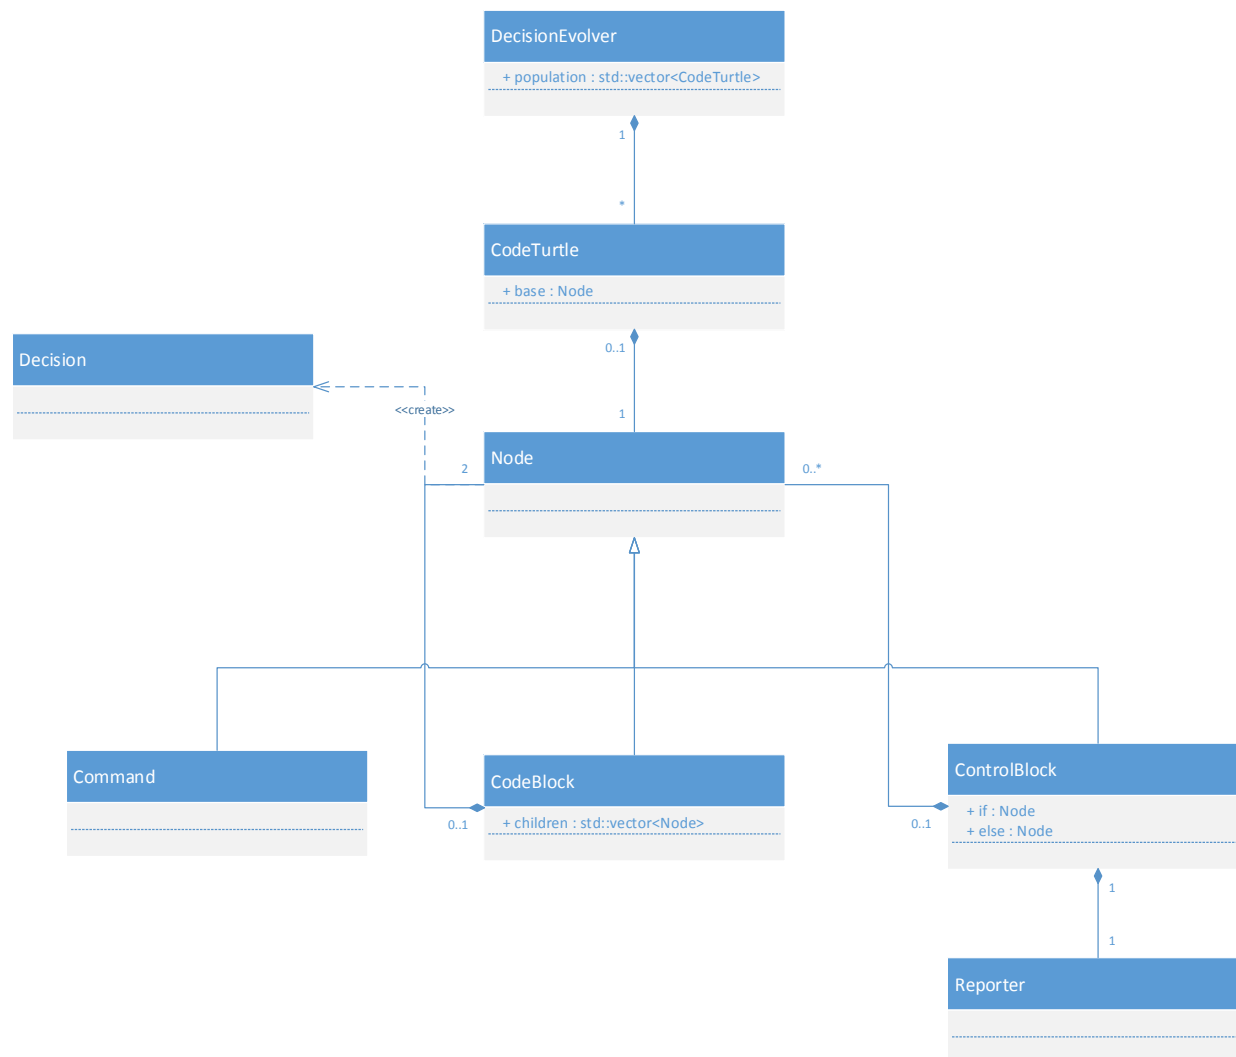 DecisionEvolver
+ population : std::vector<CodeTurtle>
1
*
CodeTurtle
+ base : Node
0..1
1
Decision
<<create>>
2
Node
0..*
Command
CodeBlock
+ children : std::vector<Node>
0..1
ControlBlock
+ if : Node
+ else : Node
0..1
1
1
Reporter